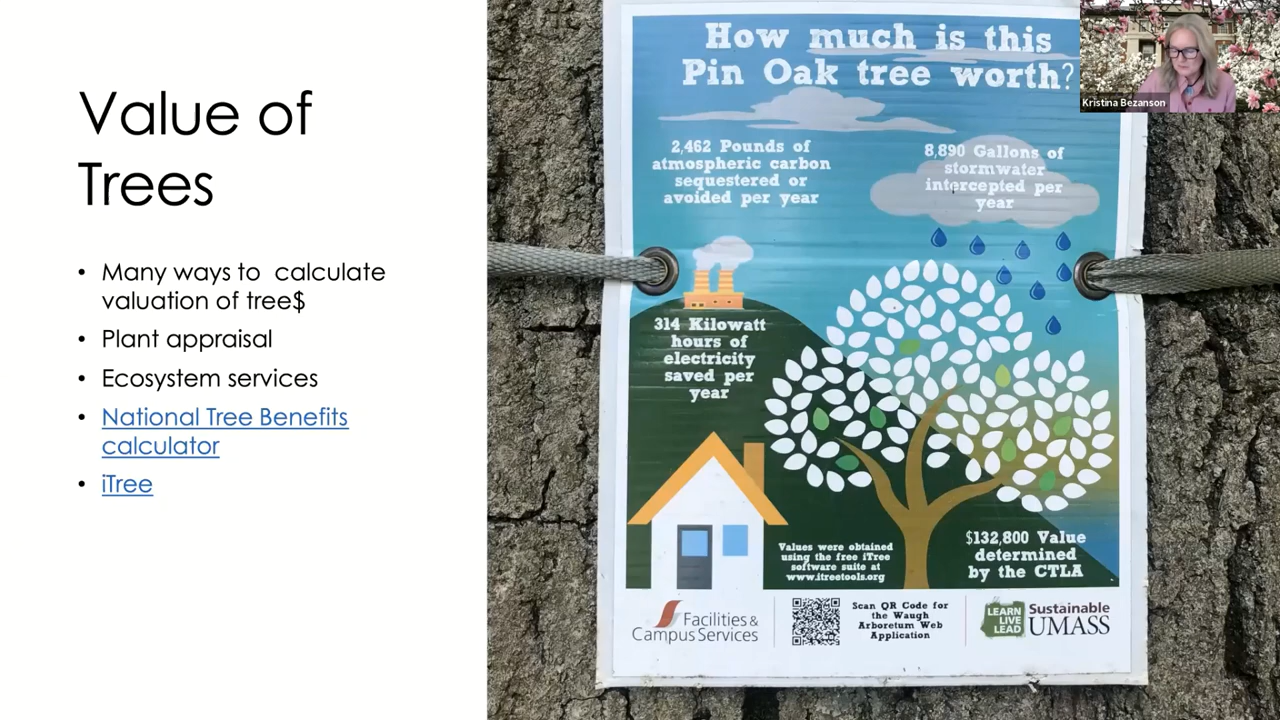 Value of
Trees
• Many ways to  calculate
valuation of tree$
• Plant appraisal
• Ecosystem services
• National Tree Benefits
calculator
• iTree
How much is this
Pin Oak tree worth?
2,462 Pounds of
atmospheric carbon
sequestered or
avoided per year
8,890 Gallons of
stormwater
intercepted per
year
314 Kilowatt
hours of
electricity
saved per
year
Values were obtained
using the free iTree
software suite at
www.itreetools.org
$132,800 Value
determined
by the CTLA
Facilities &
Campus Services
Scan QR Code for
the Waugh
Arboretum Web
Application
LEARN
LIVE
LEAD
Sustainable
UMASS
Kristina Bezanson